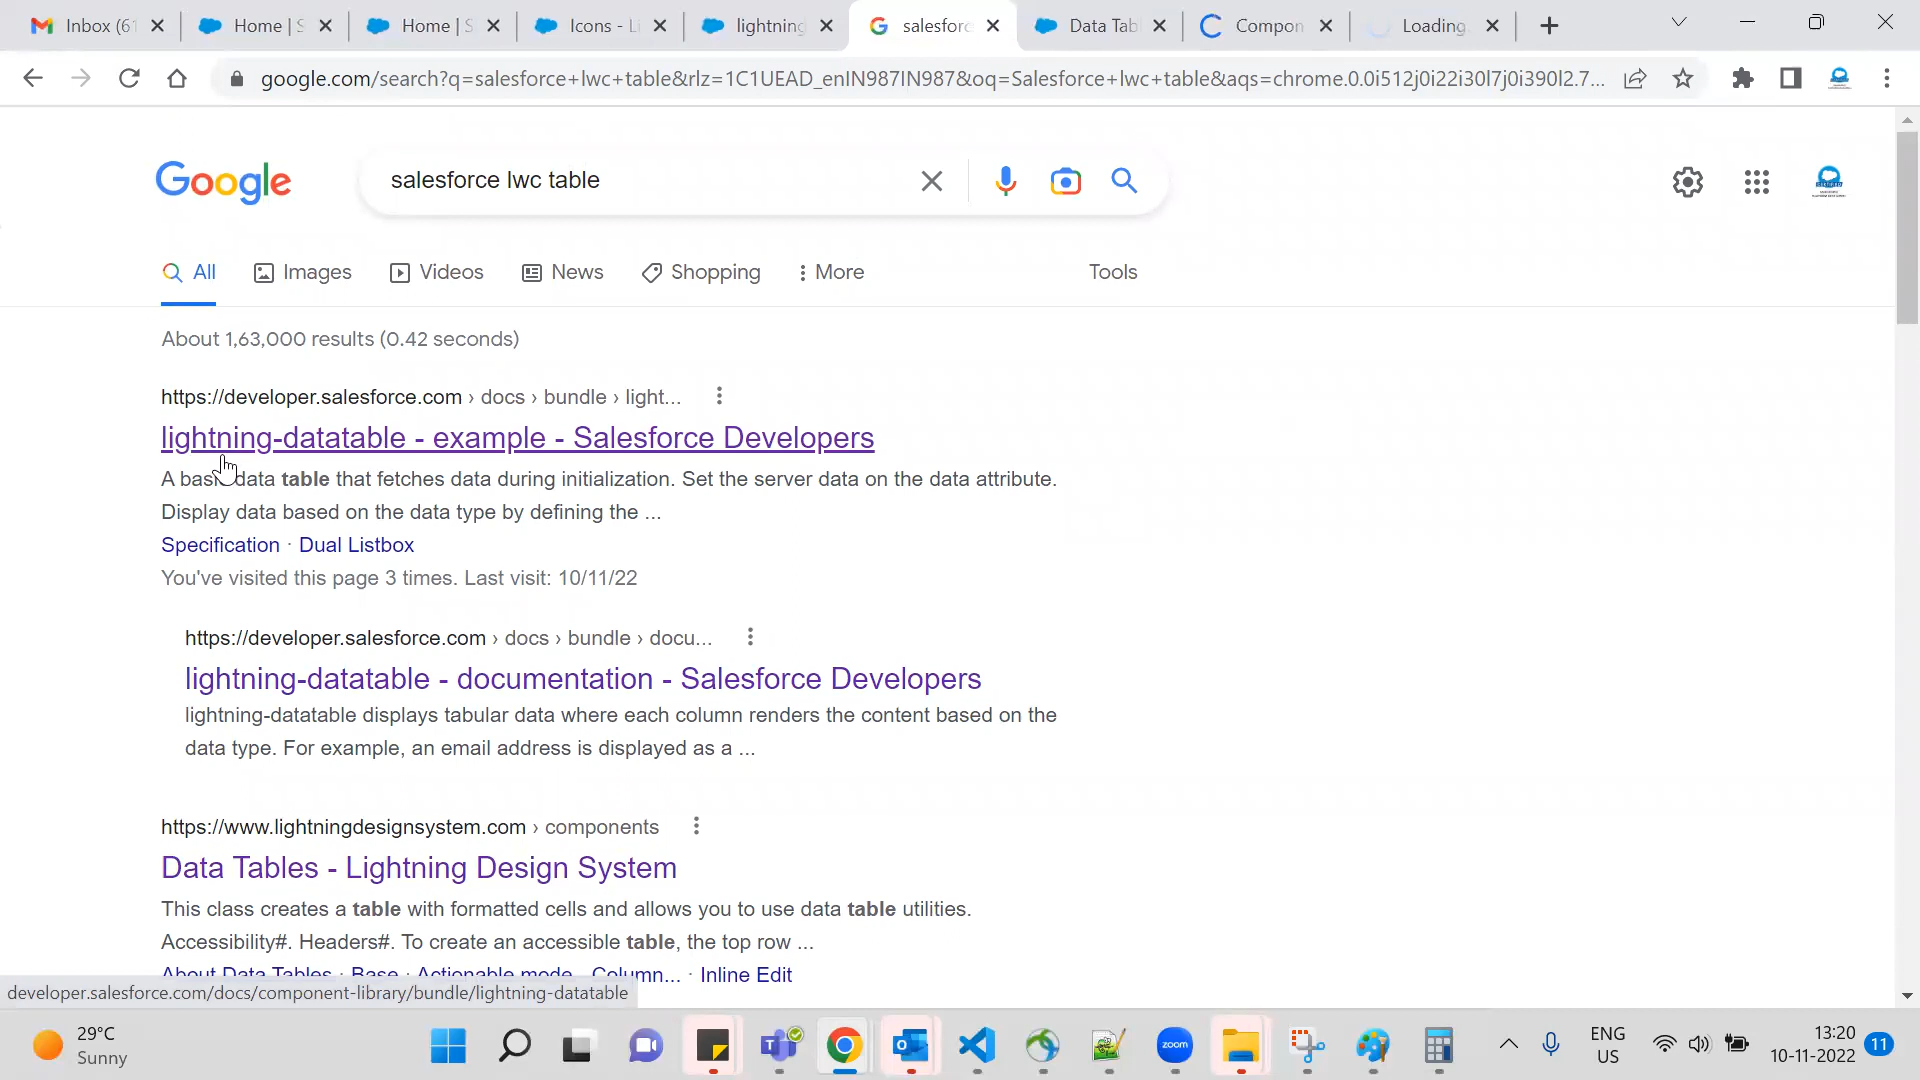 Inbox (61
Home | S
Home | S
Icons - Li
lightning
salesforc
Data Tab
Compon
Loading
google.com/search?q=salesforce+lwc+table&rlz=1C1UEAD_enIN987IN987&oq=Salesforce+lwc+table&aqs=chrome.0.0i512j0i22i30l7j0i390l2.7...
Google
salesforce lwc table
All
Images
Videos
News
Shopping
More
Tools
About 1,63,000 results (0.42 seconds)
https://developer.salesforce.com › docs › bundle › light...
lightning-datatable - example - Salesforce Developers
A basic data table that fetches data during initialization. Set the server data on the data attribute.
Display data based on the data type by defining the ...
Specification · Dual Listbox
You've visited this page 3 times. Last visit: 10/11/22
https://developer.salesforce.com › docs › bundle › docu...
lightning-datatable - documentation - Salesforce Developers
lightning-datatable displays tabular data where each column renders the content based on the
data type. For example, an email address is displayed as a ...
https://www.lightningdesignsystem.com › components
Data Tables - Lightning Design System
This class creates a table with formatted cells and allows you to use data table utilities.
Accessibility#. Headers#. To create an accessible table, the top row ...
About Data Tables · Base · Actionable mode · Column... · Inline Edit
developer.salesforce.com/docs/component-library/bundle/lightning-datatable
29°C
Sunny
zoom
ENG
US
13:20
10-11-2022
11